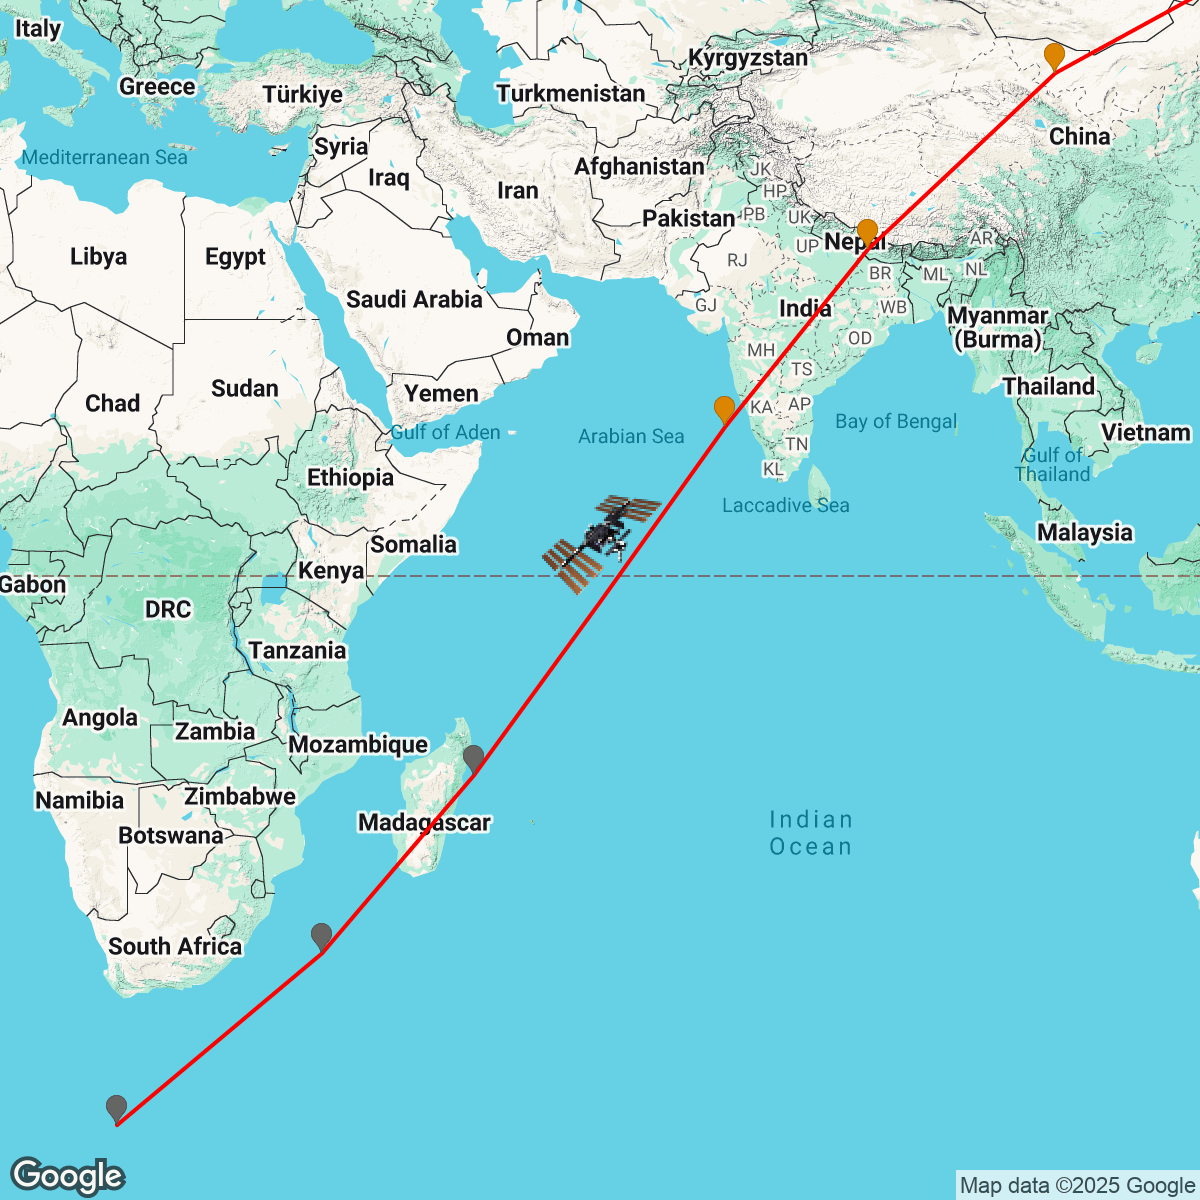 Italy
Kyrgyzstan
Greece
Türkiye
Turkmenistan
China
Syria
Mediterranean Sea
Afghanistan
JK
Iraq
Iran
HP
Pakistan
PB
UK
Nepal
UP
AR
Libya
Egypt
RJ
BR
ML
NL
Saudi Arabia
GJ
India
WB
Myanmar
(Burma)
Oman
OD
MH
TS
Sudan
Thailand
Chad
Yemen
KA
AP
Bay of Bengal
Gulf of Aden
Arabian Sea
Vietnam
TN
Gulf of
Thailand
KL
Ethiopia
Laccadive Sea
Malaysia
Somalia
Kenya
Gabon
DRC
Tanzania
Angola
Zambia
Mozambique
Namibia
Zimbabwe
Madagascar
Botswana
Indian
Ocean
South Africa
Google
Map data ©2025 Google